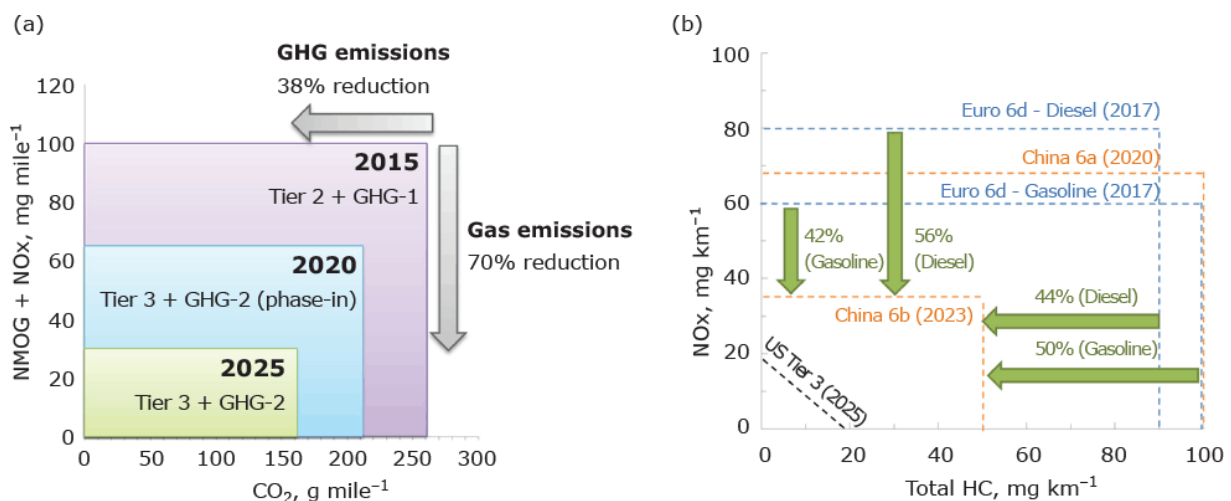 (a)
GHG emissions
38% reduction
NMOG + NOx, mg mile⁻¹
120
100
80
60
40
20
0
2015
Tier 2 + GHG-1
2020
Tier 3 + GHG-2 (phase-in)
2025
Tier 3 + GHG-2
Gas emissions
70% reduction
0 50 100 150 200 250 300
CO₂, g mile⁻¹
(b)
NOx, mg km⁻¹
100
80
60
40
20
0
Euro 6d - Diesel (2017)
China 6a (2020)
Euro 6d - Gasoline (2017)
42%
(Gasoline)
56%
(Diesel)
China 6b (2023)
44% (Diesel)
50% (Gasoline)
US Tier 3 (2025)
0 20 40 60 80 100
Total HC, mg km⁻¹